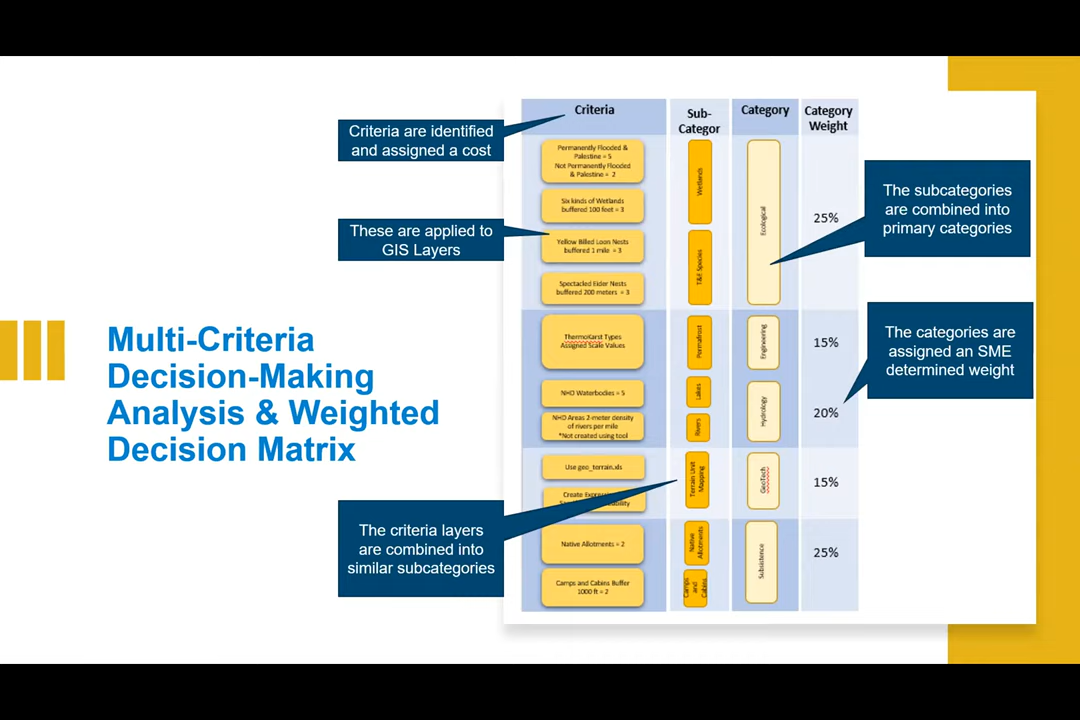 Multi-Criteria
Decision-Making
Analysis & Weighted
Decision Matrix
Criteria are identified
and assigned a cost
These are applied to
GIS Layers
The criteria layers
are combined into
similar subcategories
Criteria
Sub-
Categor
Category
Category
Weight
Permanently Flooded &
Palestine = 5
Not Permanently Flooded
& Palestine = 2
Six kinds of Wetlands
buffered 100 feet = 3
Wetlands
Yellow Billed Loon Nests
buffered 1 mile = 3
Spectacled Eider Nests
buffered 200 meters = 3
T&E Species
Ecological
25%
ThermoKarst Types
Assigned Scale Values
Permafrost
Engineering
15%
NHD Waterbodies = 5
Lakes
NHD Areas 2-meter density
of rivers per mile
*Not created using tool
Rivers
Hydrology
20%
Use geo_terrain.xls
Create
Terrain Unit
Mapping
GeoTech
15%
Native Allotments = 2
Native
Allotments
Camps and Cabins Buffer
1000 ft = 2
Camps
and
Cabins
Subsistence
25%
The subcategories
are combined into
primary categories
The categories are
assigned an SME
determined weight